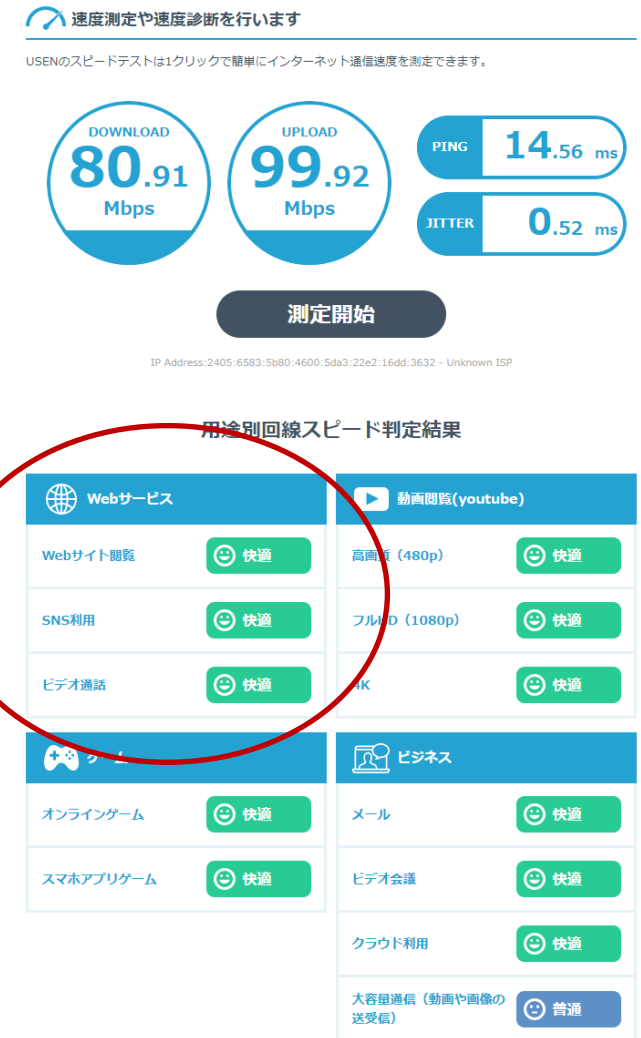 速度測定や速度診断を行います
USENのスピードテストは1クリックで簡単にインターネット通信速度を測定できます。
DOWNLOAD
80.91
Mbps
UPLOAD
99.92
Mbps
PING
14.56 ms
JITTER
0.52 ms
測定開始
IP Address:2405:6583:5b80:4600:5da3:22e2:16dd:3632 - Unknown ISP
用途別回線スピード判定結果
Webサービス
Webサイト閲覧 快適
SNS利用 快適
ビデオ通話 快適
動画閲覧(youtube)
高画質（480p） 快適
フルHD（1080p） 快適
4K 快適
ゲーム
オンラインゲーム 快適
スマホアプリゲーム 快適
ビジネス
メール 快適
ビデオ会議 快適
クラウド利用 快適
大容量通信（動画や画像の
送受信） 普通